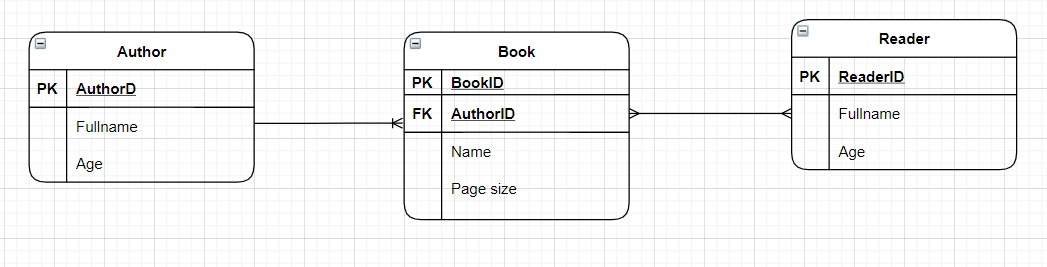 Author
PK AuthorD
Fullname
Age
Book
PK BookID
FK AuthorID
Name
Page size
Reader
PK ReaderID
Fullname
Age